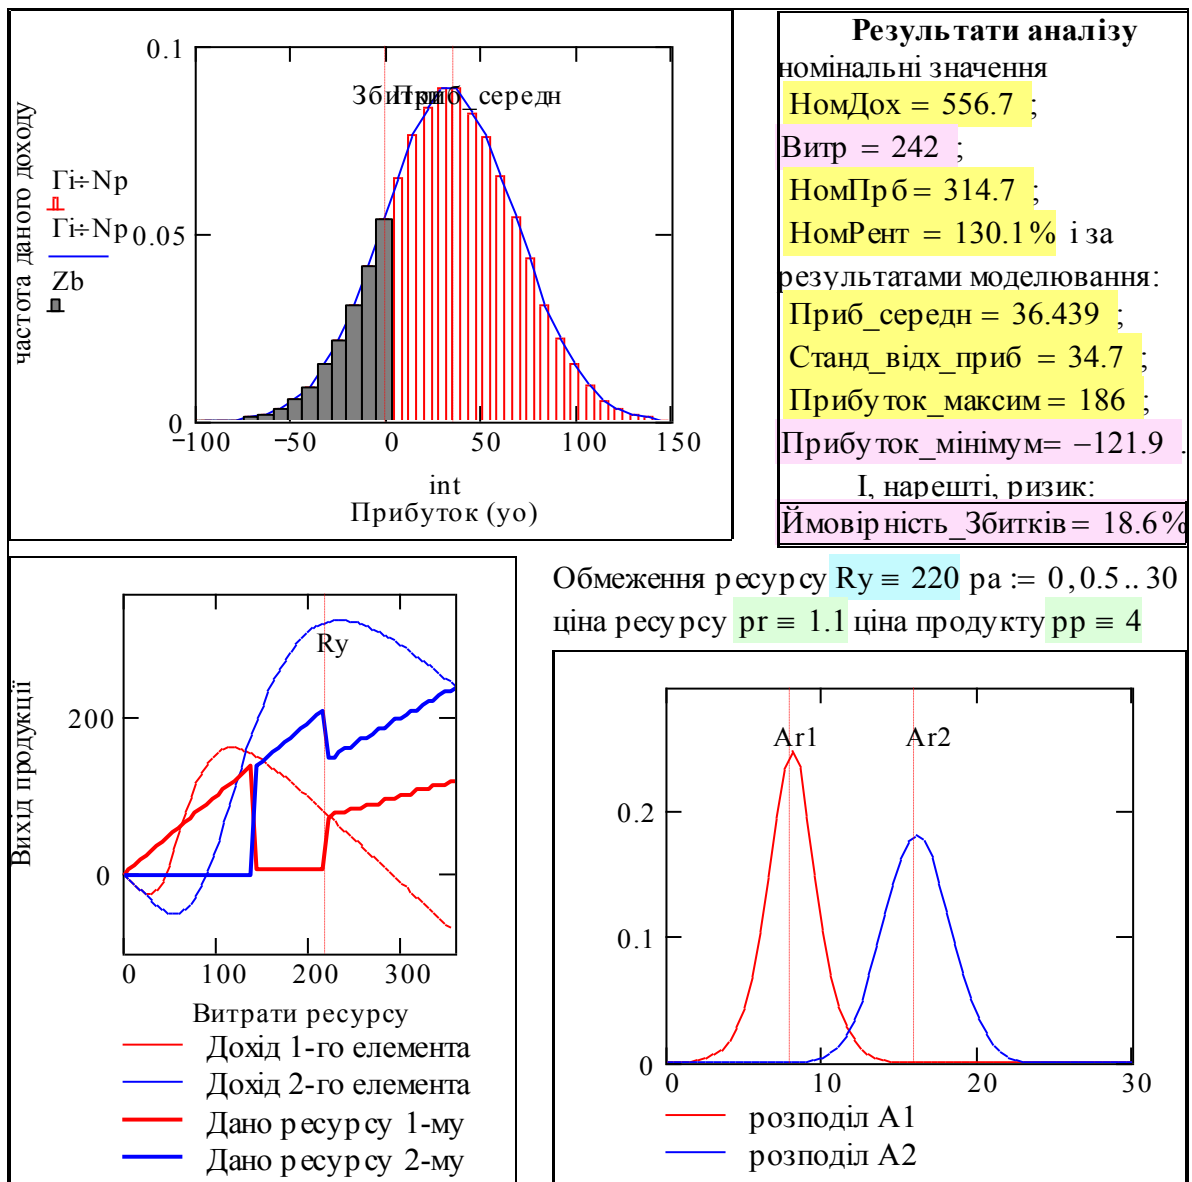 0.1
Збитки
Приб_середн
частота даного доходу
Гі÷Np
Гі÷Np
0.05
Zb
0
−100
−50
0
50
100
150
int
Прибуток (yo)
Результати аналізу
номінальні значення
НомДох = 556.7 ;
Витр = 242 ;
НомПрб = 314.7 ;
НомРент = 130.1% і за
результатами моделювання:
Приб_середн = 36.439 ;
Станд_відх_приб = 34.7 ;
Прибуток_максим = 186 ;
Прибуток_мінімум= −121.9 .
І, нарешті, ризик:
Ймовірність_Збитків = 18.6%
Обмеження ресурсу Ry ≡ 220 pa := 0 , 0.5 .. 30
ціна ресурсу pr ≡ 1.1 ціна продукту pp ≡ 4
Ry
Вихід продукції
200
0
0
100
200
300
Витрати ресурсу
Дохід 1-го елемента
Дохід 2-го елемента
Дано ресурсу 1-му
Дано ресурсу 2-му
Ar1
Ar2
0.2
0.1
0
0
10
20
30
розподіл A1
розподіл A2